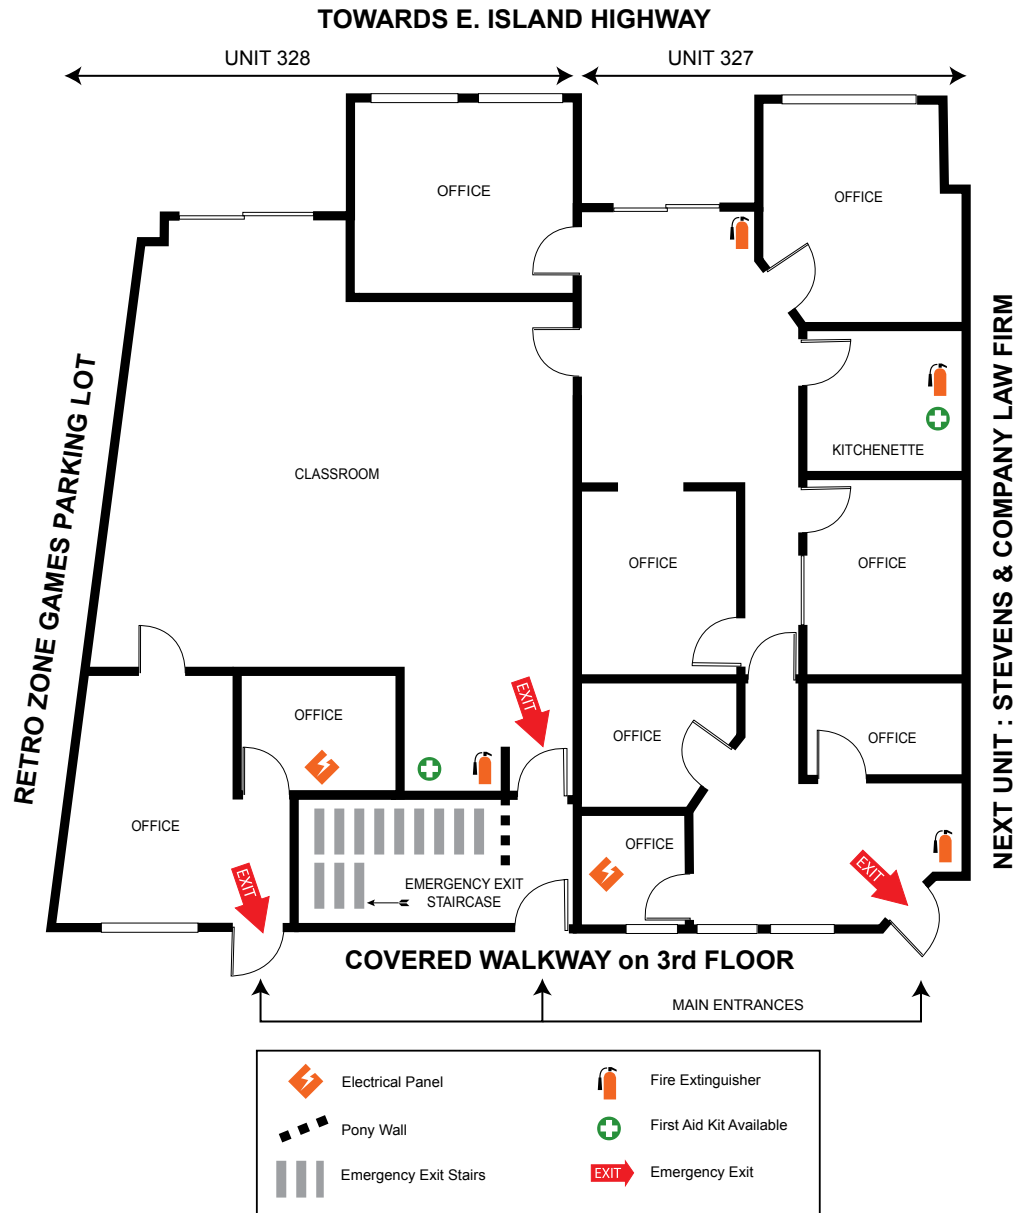 TOWARDS E. ISLAND HIGHWAY
UNIT 328
UNIT 327
OFFICE
OFFICE
RETRO ZONE GAMES PARKING LOT
NEXT UNIT : STEVENS & COMPANY LAW FIRM
KITCHENETTE
CLASSROOM
OFFICE
OFFICE
EXIT
OFFICE
OFFICE
OFFICE
OFFICE
OFFICE
EXIT
EMERGENCY EXIT
STAIRCASE
EXIT
COVERED WALKWAY on 3rd FLOOR
MAIN ENTRANCES
Electrical Panel
Fire Extinguisher
Pony Wall
First Aid Kit Available
Emergency Exit Stairs
EXIT
Emergency Exit